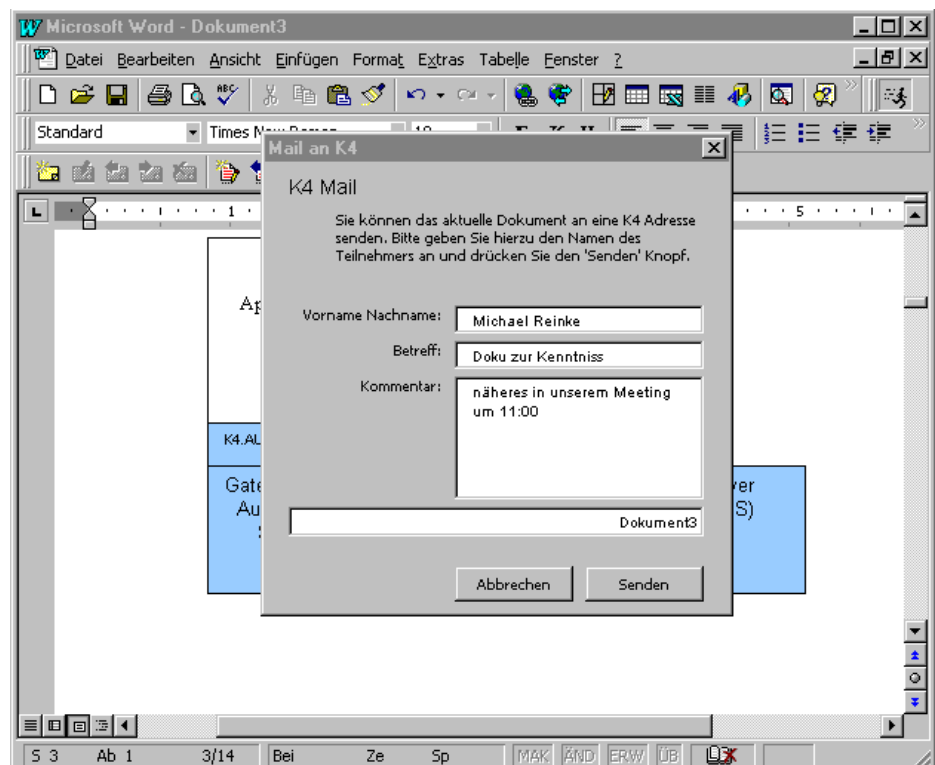 Microsoft Word - Dokument3
Datei Bearbeiten Ansicht Einfügen Format Extras Tabelle Fenster ?
Standard Times
Mail an K4
K4 Mail
Sie können das aktuelle Dokument an eine K4 Adresse
senden. Bitte geben Sie hierzu den Namen des
Teilnehmers an und drücken Sie den 'Senden' Knopf.
Vorname Nachname: Michael Reinke
Betreff: Doku zur Kenntniss
Kommentar: näheres in unserem Meeting
um 11:00
Dokument3
Abbrechen Senden
1 5
S 3 Ab 1 3/14 Bei Ze Sp MAK ÄND ERW ÜB